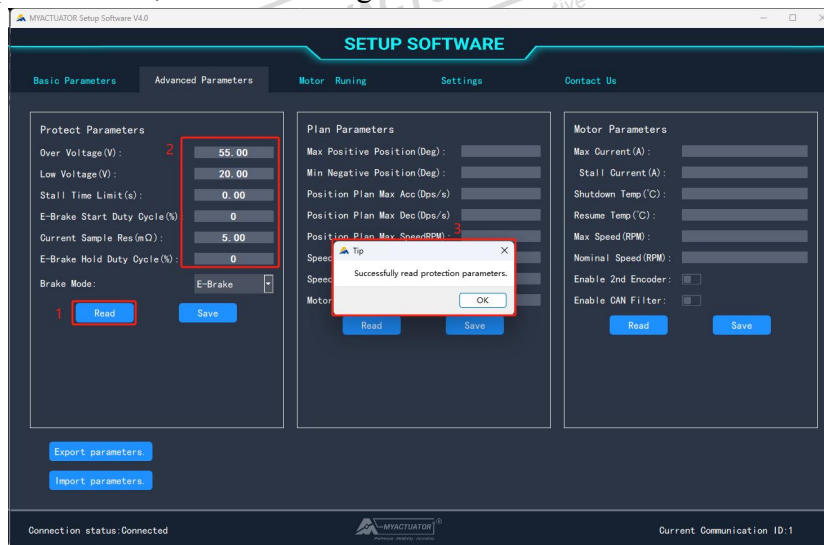 MYACTUATOR Setup Software V4.0
SETUP SOFTWARE
Basic Parameters
Advanced Parameters
Motor Runing
Settings
Contact Us
Protect Parameters
Over Voltage(V):
2
55.00
Low Voltage(V):
20.00
Stall Time Limit(s):
0.00
E-Brake Start Duty Cycle(%)
0
Current Sample Res(mΩ):
5.00
E-Brake Hold Duty Cycle(%):
0
Brake Mode:
E-Brake
1
Read
Save
Plan Parameters
Max Positive Position(Deg):
Min Negative Position(Deg):
Position Plan Max Acc(Dps/s)
Position Plan Max Dec(Dps/s)
Position Plan Max Speed(RPM):
3
Speed
Speed
Motor
Tip
Successfully read protection parameters.
OK
Read
Save
Motor Parameters
Max Current(A):
Stall Current(A):
Shutdown Temp(℃):
Resume Temp(℃):
Max Speed(RPM):
Nominal Speed(RPM):
Enable 2nd Encoder:
Enable CAN Filter:
Read
Save
Export parameters.
Import parameters.
Connection status:Connected
MYACTUATOR
Current Communication ID:1